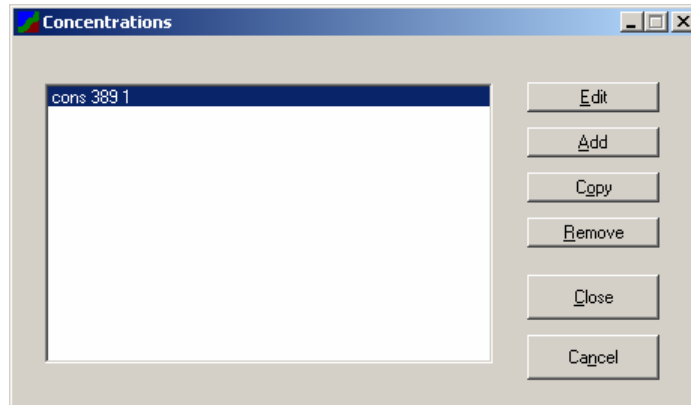 Concentrations
cons 389 1
Edit
Add
Copy
Remove
Close
Cancel